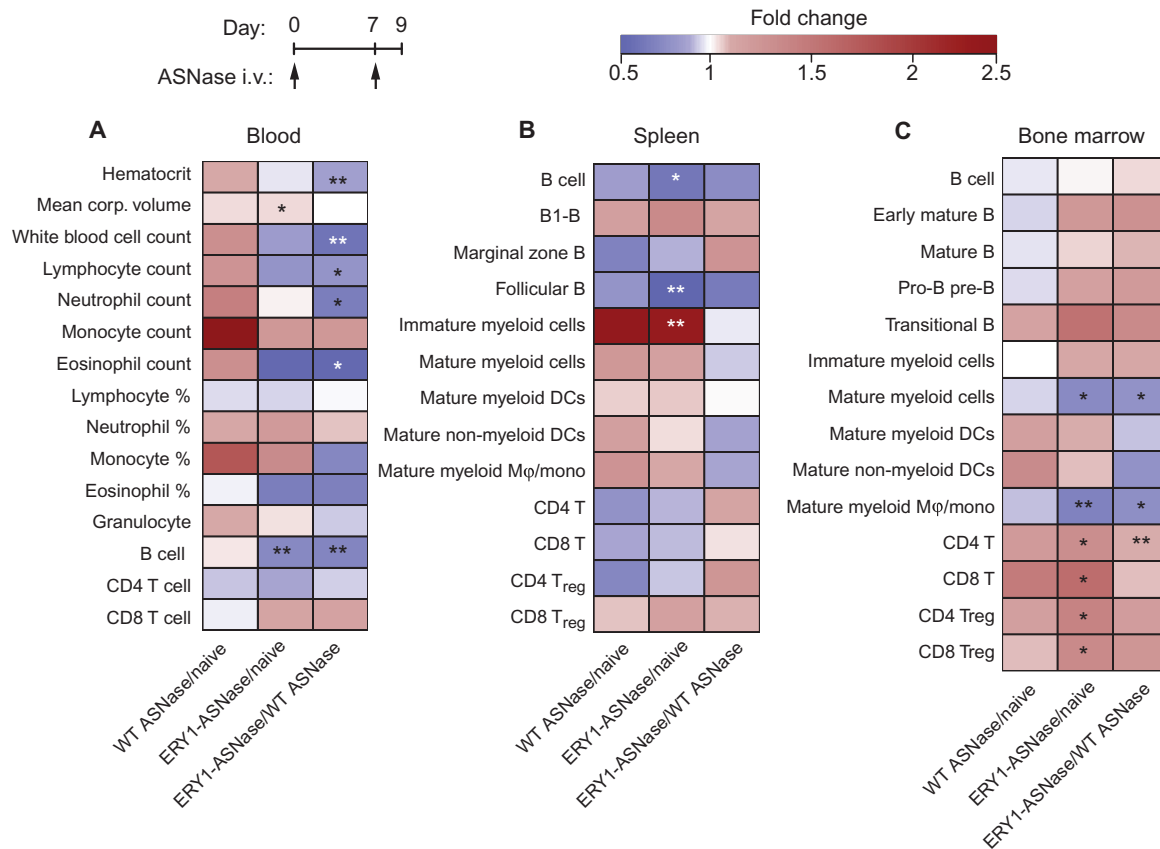 Day: 0 7 9
ASNase i.v.:
Fold change
0.5 1 1.5 2 2.5
A Blood
Hematocrit **
Mean corp. volume *
White blood cell count **
Lymphocyte count *
Neutrophil count *
Monocyte count
Eosinophil count *
Lymphocyte %
Neutrophil %
Monocyte %
Eosinophil %
Granulocyte
B cell ** **
CD4 T cell
CD8 T cell
WT ASNase/naive
ERY1-ASNase/naive
ERY1-ASNase/WT ASNase
B Spleen
B cell *
B1-B
Marginal zone B
Follicular B **
Immature myeloid cells **
Mature myeloid cells
Mature myeloid DCs
Mature non-myeloid DCs
Mature myeloid Mφ/mono
CD4 T
CD8 T
CD4 Treg
CD8 Treg
WT ASNase/naive
ERY1-ASNase/naive
ERY1-ASNase/WT ASNase
C Bone marrow
B cell
Early mature B
Mature B
Pro-B pre-B
Transitional B
Immature myeloid cells
Mature myeloid cells * *
Mature myeloid DCs
Mature non-myeloid DCs
Mature myeloid Mφ/mono ** *
CD4 T * **
CD8 T *
CD4 Treg *
CD8 Treg *
WT ASNase/naive
ERY1-ASNase/naive
ERY1-ASNase/WT ASNase